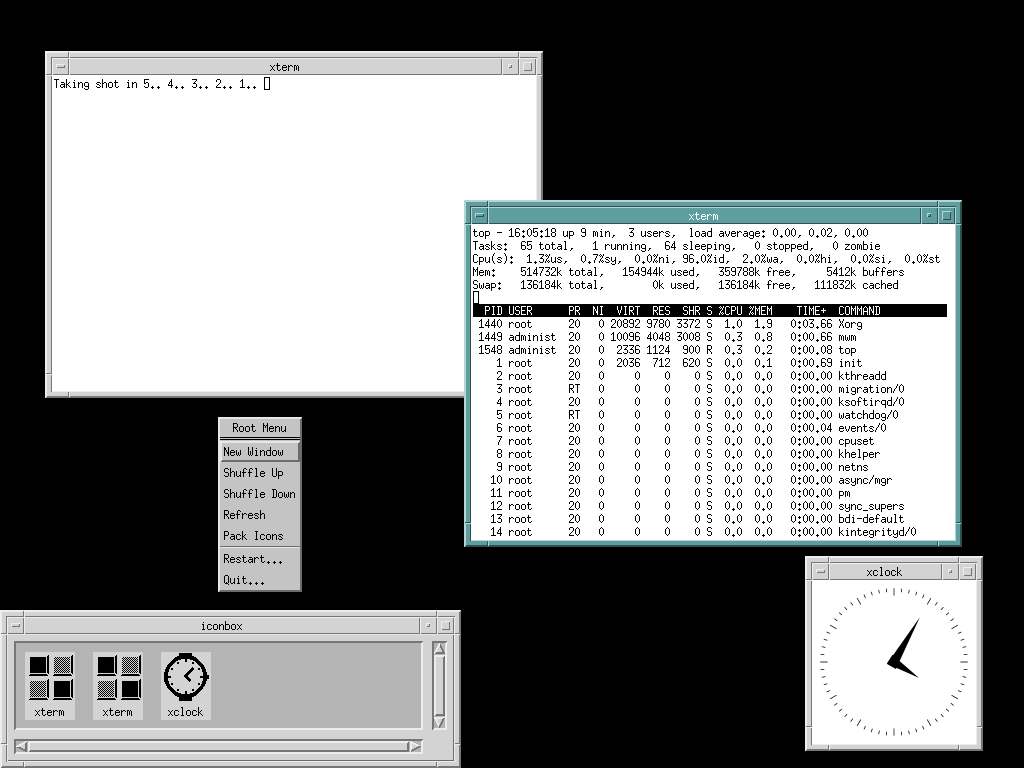 xterm
Taking shot in 5.. 4.. 3.. 2.. 1..
xterm
top - 16:05:18 up 9 min,  3 users,  load average: 0.00, 0.02, 0.00
Tasks:  65 total,   1 running,  64 sleeping,   0 stopped,   0 zombie
Cpu(s):  1.3%us,  0.7%sy,  0.0%ni, 96.0%id,  2.0%wa,  0.0%hi,  0.0%si,  0.0%st
Mem:    514732k total,   154944k used,   359788k free,     5412k buffers
Swap:   136184k total,        0k used,   136184k free,   111832k cached
PID USER      PR  NI  VIRT  RES  SHR S %CPU %MEM    TIME+  COMMAND
1440 root      20   0 20892 9780 3372 S  1.0  1.9   0:03.66 Xorg
1449 administ  20   0 10096 4048 3008 S  0.3  0.8   0:00.66 mwm
1548 administ  20   0  2336 1124  900 R  0.3  0.2   0:00.08 top
1 root      20   0  2036  712  620 S  0.0  0.1   0:00.69 init
2 root      20   0     0    0    0 S  0.0  0.0   0:00.00 kthreadd
3 root      RT   0     0    0    0 S  0.0  0.0   0:00.00 migration/0
4 root      20   0     0    0    0 S  0.0  0.0   0:00.00 ksoftirqd/0
5 root      RT   0     0    0    0 S  0.0  0.0   0:00.00 watchdog/0
6 root      20   0     0    0    0 S  0.0  0.0   0:00.04 events/0
7 root      20   0     0    0    0 S  0.0  0.0   0:00.00 cpuset
8 root      20   0     0    0    0 S  0.0  0.0   0:00.00 khelper
9 root      20   0     0    0    0 S  0.0  0.0   0:00.00 netns
10 root      20   0     0    0    0 S  0.0  0.0   0:00.00 async/mgr
11 root      20   0     0    0    0 S  0.0  0.0   0:00.00 pm
12 root      20   0     0    0    0 S  0.0  0.0   0:00.00 sync_supers
13 root      20   0     0    0    0 S  0.0  0.0   0:00.00 bdi-default
14 root      20   0     0    0    0 S  0.0  0.0   0:00.00 kintegrityd/0
Root Menu
New Window
Shuffle Up
Shuffle Down
Refresh
Pack Icons
Restart...
Quit...
xclock
iconbox
xterm
xterm
xclock